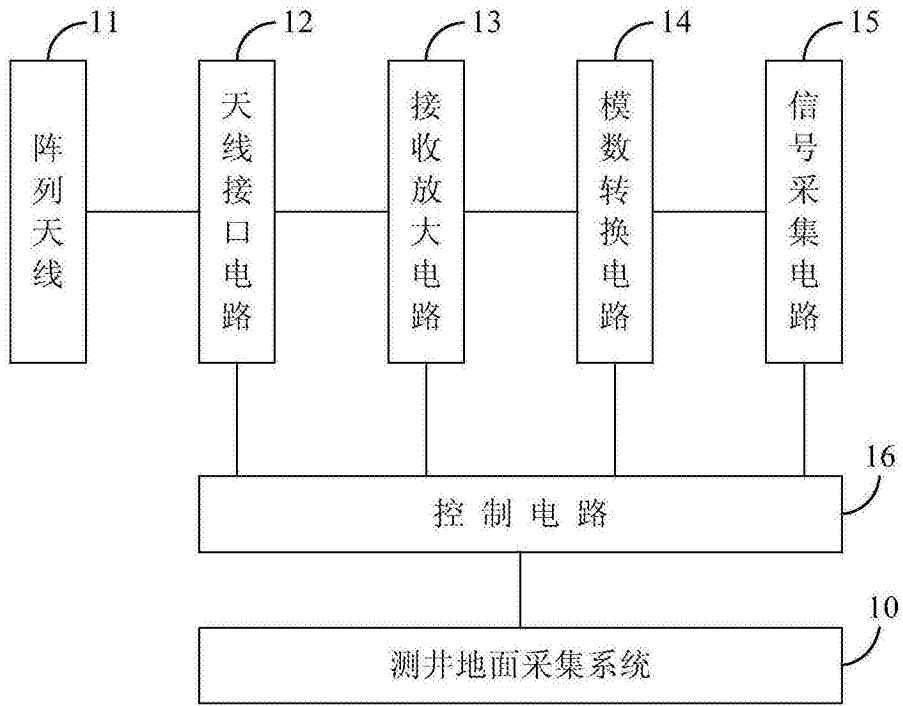 11
12
13
14
15
阵列天线
天线接口电路
接收放大电路
模数转换电路
信号采集电路
16
控制电路
10
测井地面采集系统